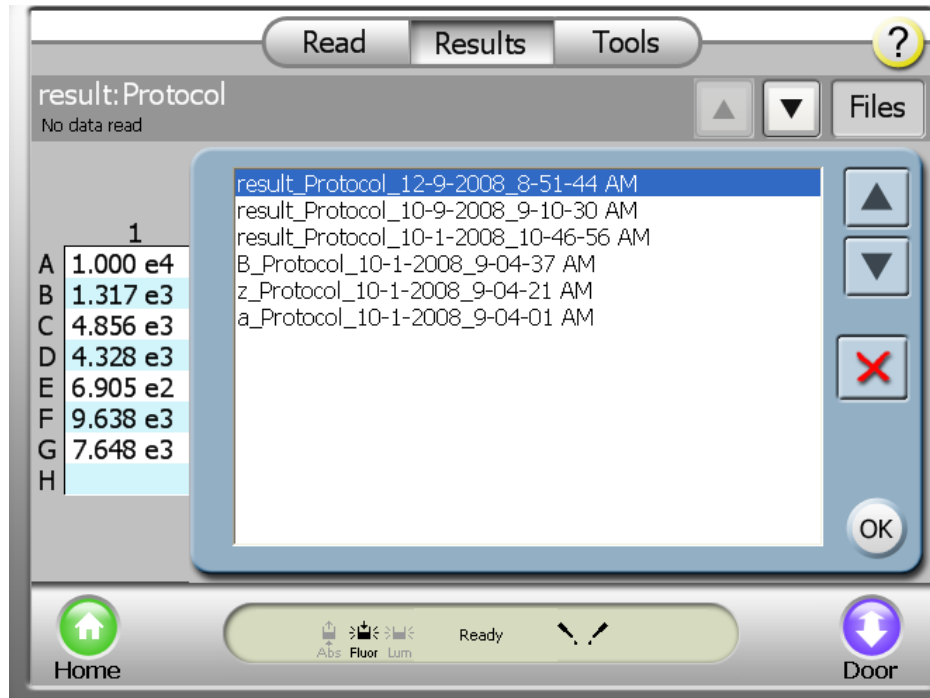 Read Results Tools ?
result:Protocol
No data read
Files
result_Protocol_12-9-2008_8-51-44 AM
result_Protocol_10-9-2008_9-10-30 AM
result_Protocol_10-1-2008_10-46-56 AM
B_Protocol_10-1-2008_9-04-37 AM
z_Protocol_10-1-2008_9-04-21 AM
a_Protocol_10-1-2008_9-04-01 AM
1
A 1.000 e4
B 1.317 e3
C 4.856 e3
D 4.328 e3
E 6.905 e2
F 9.638 e3
G 7.648 e3
H
OK
Abs Fluor Lum
Ready
Home
Door